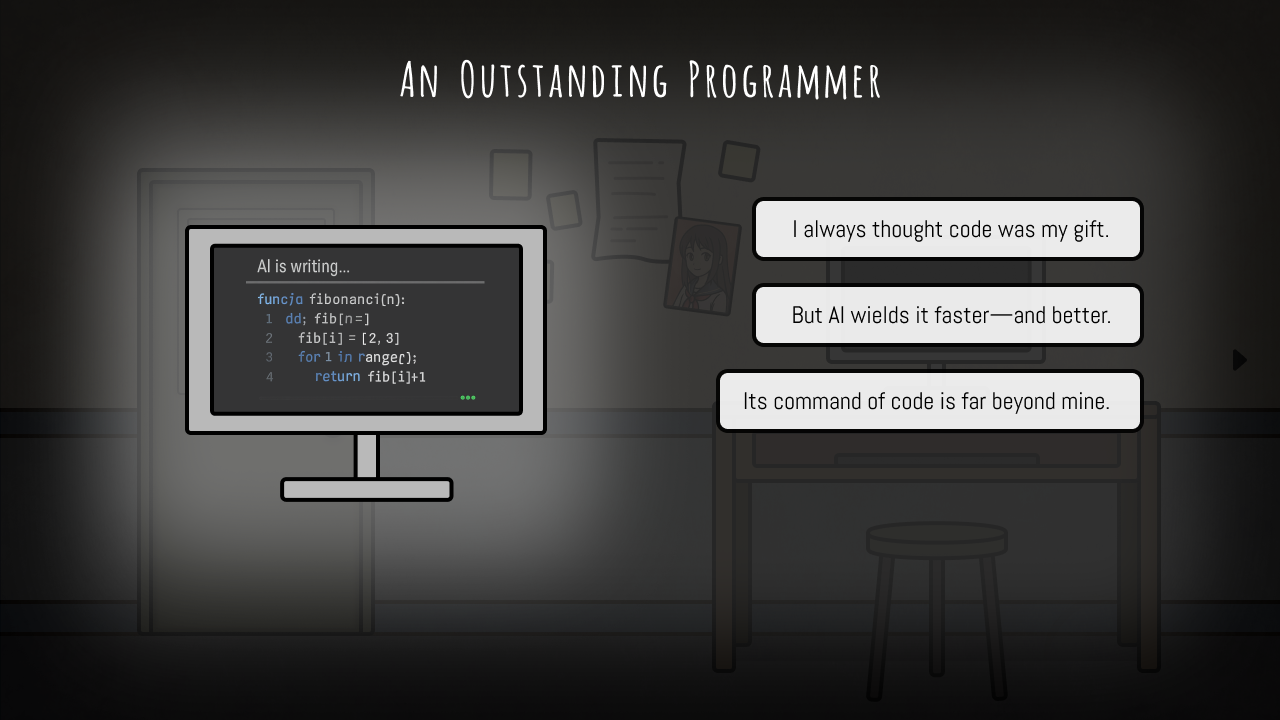 An Outstanding Programmer
AI is writing...
funcja fibonanci(n):
1 dd; fib[n=]
2 fib[i] = [2, 3]
3 for 1 in ranger);
4 return fib[i]+1
I always thought code was my gift.
But AI wields it faster—and better.
Its command of code is far beyond mine.